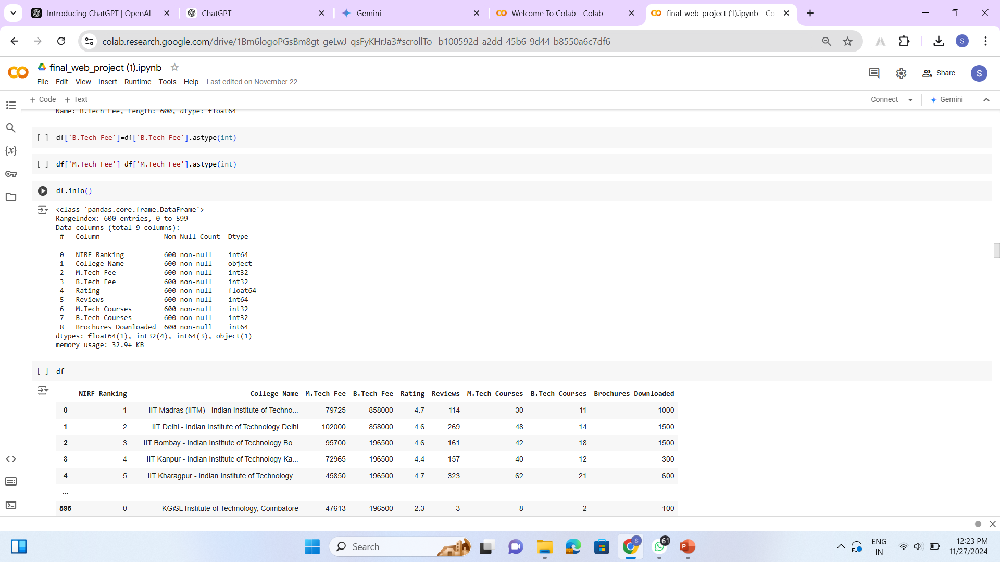 Introducing ChatGPT | OpenAI
ChatGPT
Gemini
Welcome To Colab - Colab
final_web_project (1).ipynb - Co
colab.research.google.com/drive/1Bm6logoPGsBm8gt-geLwJ_qsFyKHrJa3#scrollTo=b100592d-a2dd-45b6-9d44-b8550a6c7df6
S
final_web_project (1).ipynb
File Edit View Insert Runtime Tools Help Last edited on November 22
Share
S
+ Code + Text
Connect
Gemini
Name: B.Tech Fee, Length: 600, dtype: float64
[ ] df['B.Tech Fee']=df['B.Tech Fee'].astype(int)
[ ] df['M.Tech Fee']=df['M.Tech Fee'].astype(int)
df.info()
<class 'pandas.core.frame.DataFrame'>
RangeIndex: 600 entries, 0 to 599
Data columns (total 9 columns):
# Column Non-Null Count Dtype
--- ------ -------------- -----
0 NIRF Ranking 600 non-null int64
1 College Name 600 non-null object
2 M.Tech Fee 600 non-null int32
3 B.Tech Fee 600 non-null int32
4 Rating 600 non-null float64
5 Reviews 600 non-null int64
6 M.Tech Courses 600 non-null int32
7 B.Tech Courses 600 non-null int32
8 Brochures Downloaded 600 non-null int64
dtypes: float64(1), int32(4), int64(3), object(1)
memory usage: 32.9+ KB
[ ] df
NIRF Ranking College Name M.Tech Fee B.Tech Fee Rating Reviews M.Tech Courses B.Tech Courses Brochures Downloaded
0 1 IIT Madras (IITM) - Indian Institute of Techno... 79725 858000 4.7 114 30 11 1000
1 2 IIT Delhi - Indian Institute of Technology Delhi 102000 858000 4.6 269 48 14 1500
2 3 IIT Bombay - Indian Institute of Technology Bo... 95700 196500 4.6 161 42 18 1500
3 4 IIT Kanpur - Indian Institute of Technology Ka... 72965 196500 4.4 157 40 12 300
4 5 IIT Kharagpur - Indian Institute of Technology... 45850 196500 4.7 323 62 21 600
... ... ... ... ... ... ... ... ... ...
595 0 KGiSL Institute of Technology, Coimbatore 47613 196500 2.3 3 8 2 100
{x}
Search
S
61
P
ENG
IN
12:23 PM
11/27/2024